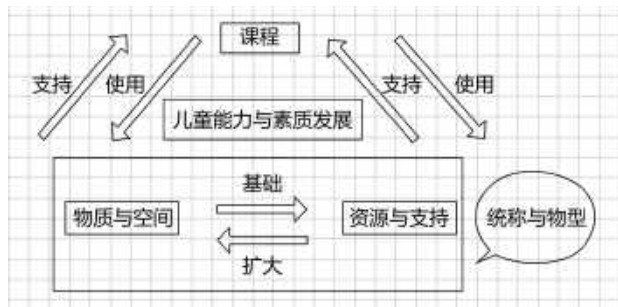 课程
支持
使用
支持
使用
儿童能力与素质发展
基础
物质与空间
资源与支持
统称与物型
扩大